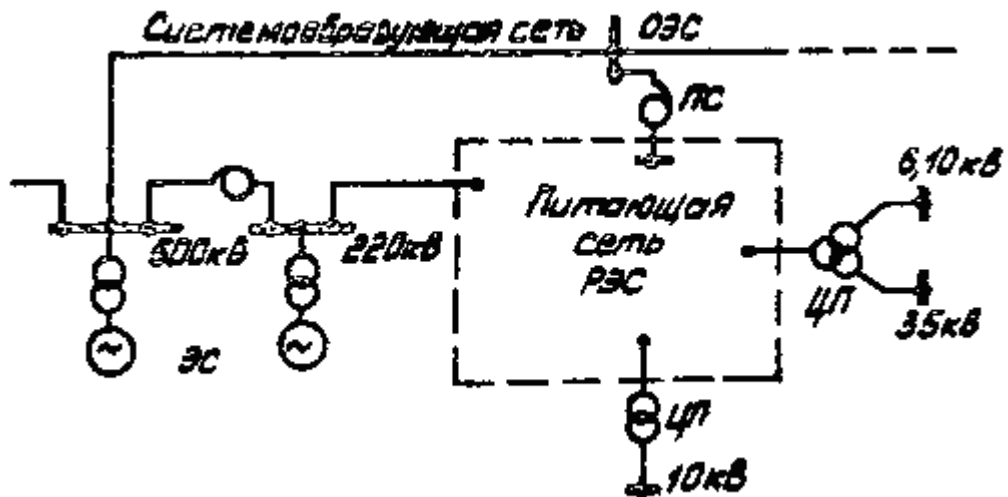 Системообразующая сеть ОЭС
ПС
6,10кв
Питающая
сеть
РЭС
500кв
220кв
ЦП
35кв
ЭС
~
~
ЦП
10кв